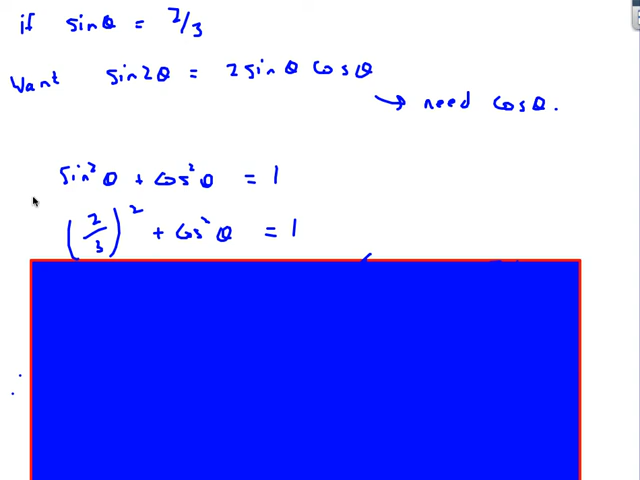 if sinθ = 2/3
Want sin2θ = 2sinθ cosθ
→ need cosθ.
sin²θ + cos²θ = 1
(2/3)² + cos²θ = 1
∴